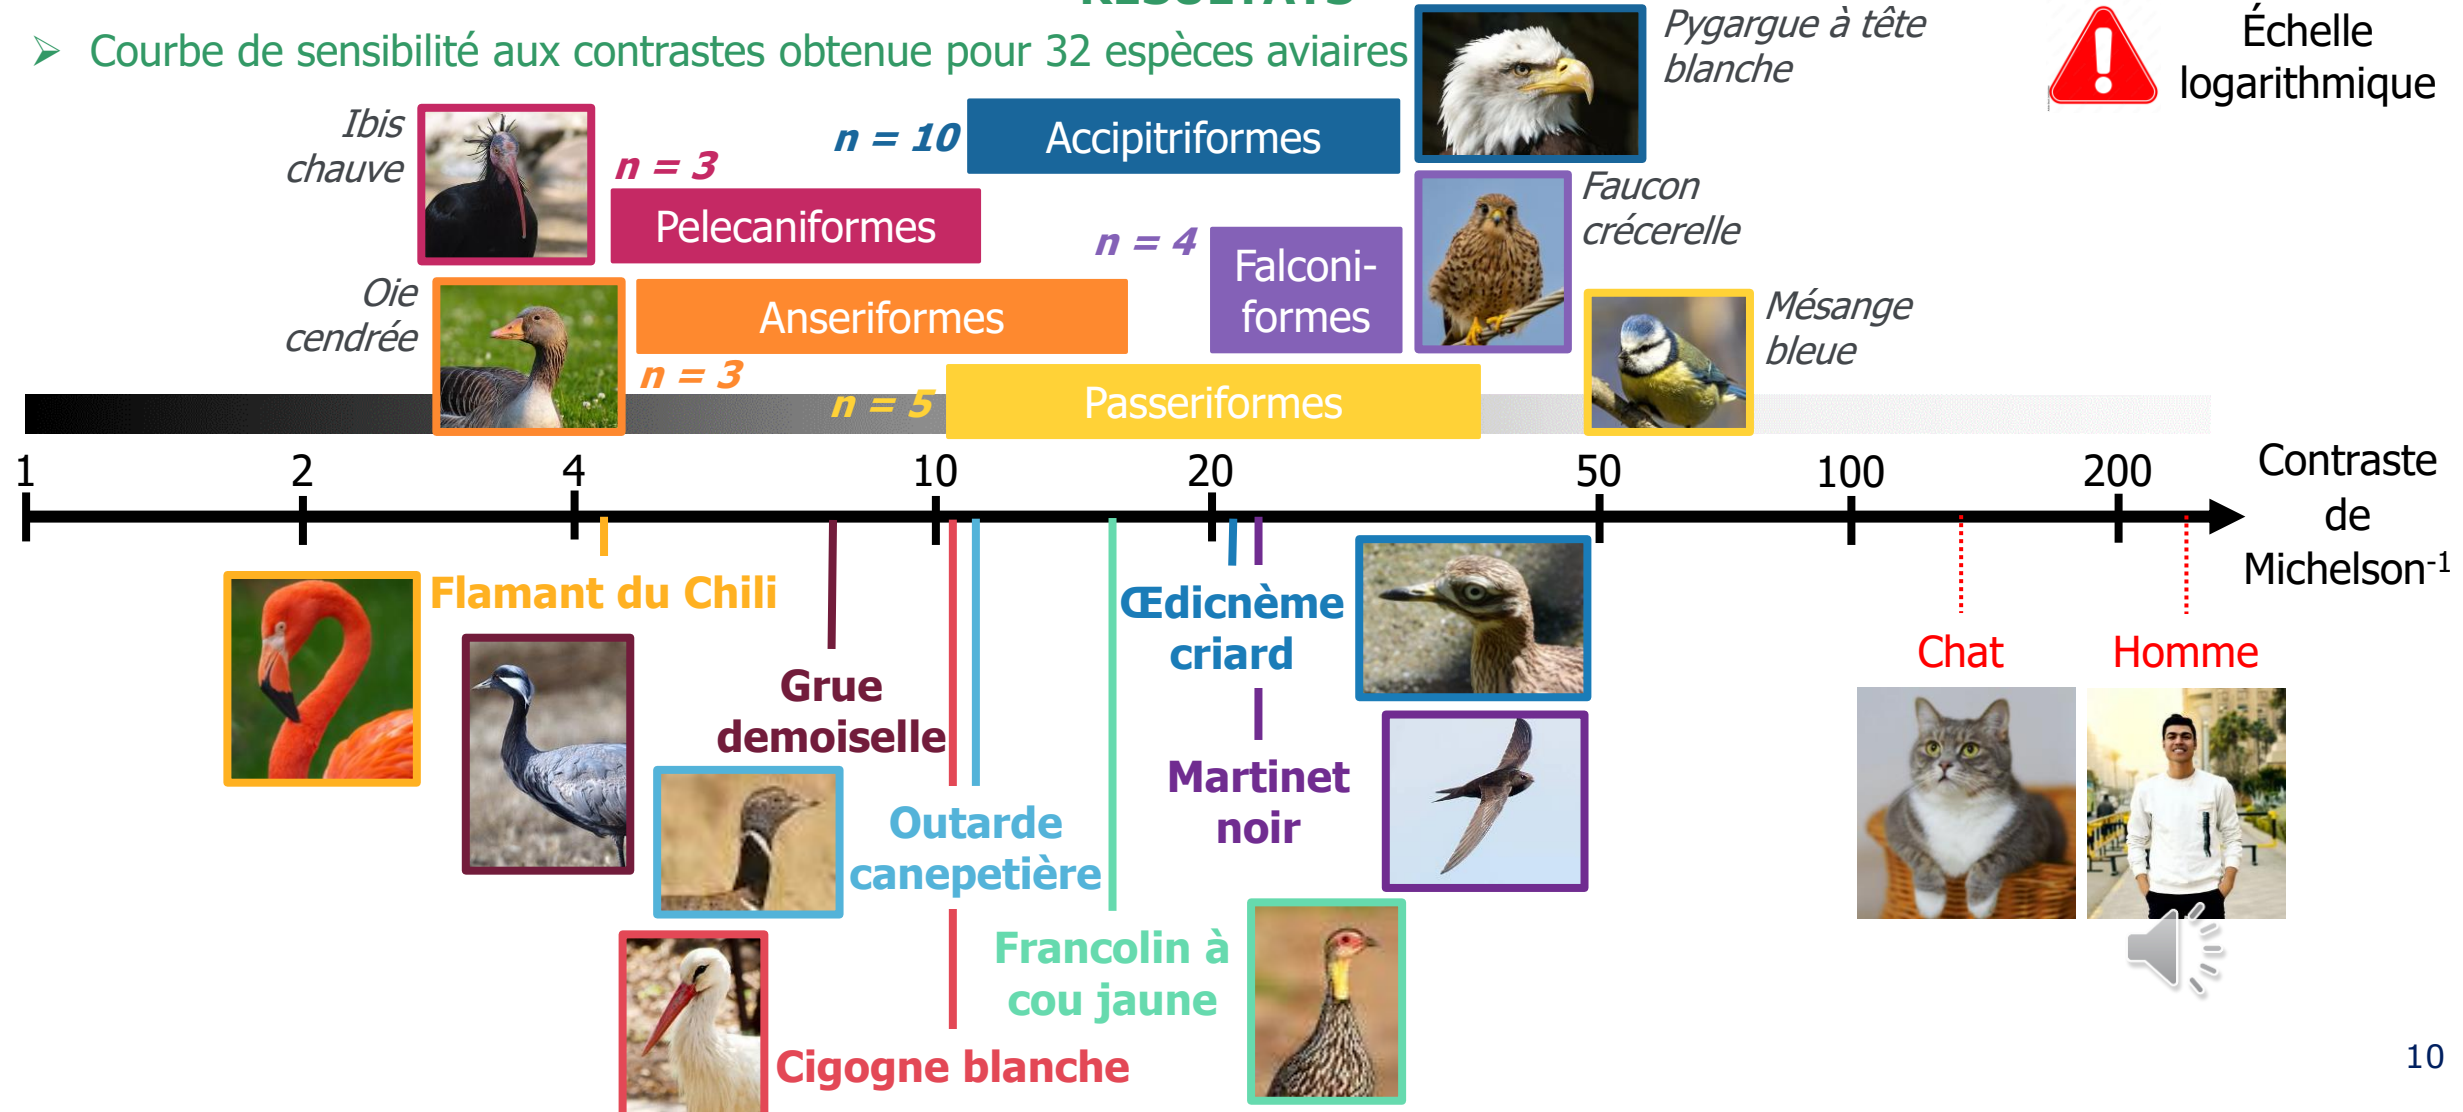 RÉSULTATS
➢ Courbe de sensibilité aux contrastes obtenue pour 32 espèces aviaires
Pygargue à tête
blanche
Échelle
logarithmique
Ibis
chauve
n = 3
Pelecaniformes
n = 10
Accipitriformes
Faucon
crécerelle
n = 4
Falconi-
formes
Oie
cendrée
Anseriformes
n = 3
Mésange
bleue
n = 5
Passeriformes
1 2 4 10 20 50 100 200
Contraste
de
Michelson-1
Flamant du Chili
Grue
demoiselle
Œdicnème
criard
Chat
Homme
Martinet
noir
Outarde
canepetière
Francolin à
cou jaune
Cigogne blanche
10